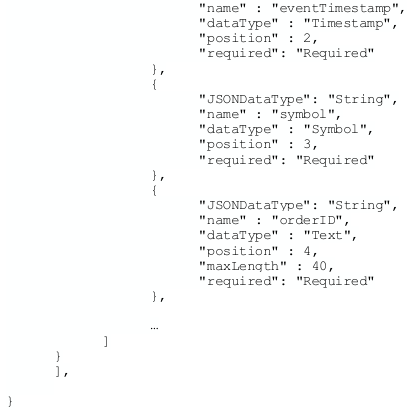 "name" : "eventTimestamp",
"dataType" : "Timestamp",
"position" : 2,
"required": "Required"
},
{
"JSONDataType": "String",
"name" : "symbol",
"dataType" : "Symbol",
"position" : 3,
"required": "Required"
},
{
"JSONDataType": "String",
"name" : "orderID",
"dataType" : "Text",
"position" : 4,
"maxLength" : 40,
"required": "Required"
},
…
]
}
],
}